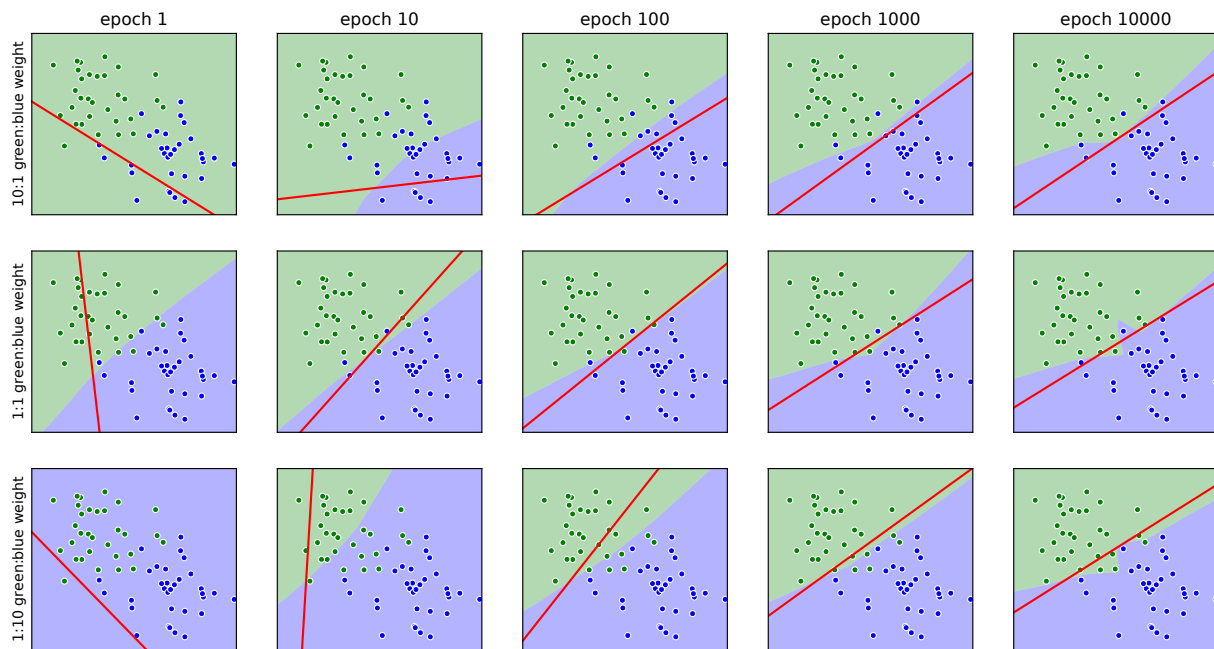 epoch 1
epoch 10
epoch 100
epoch 1000
epoch 10000
10:1 green:blue weight
1:1 green:blue weight
1:10 green:blue weight